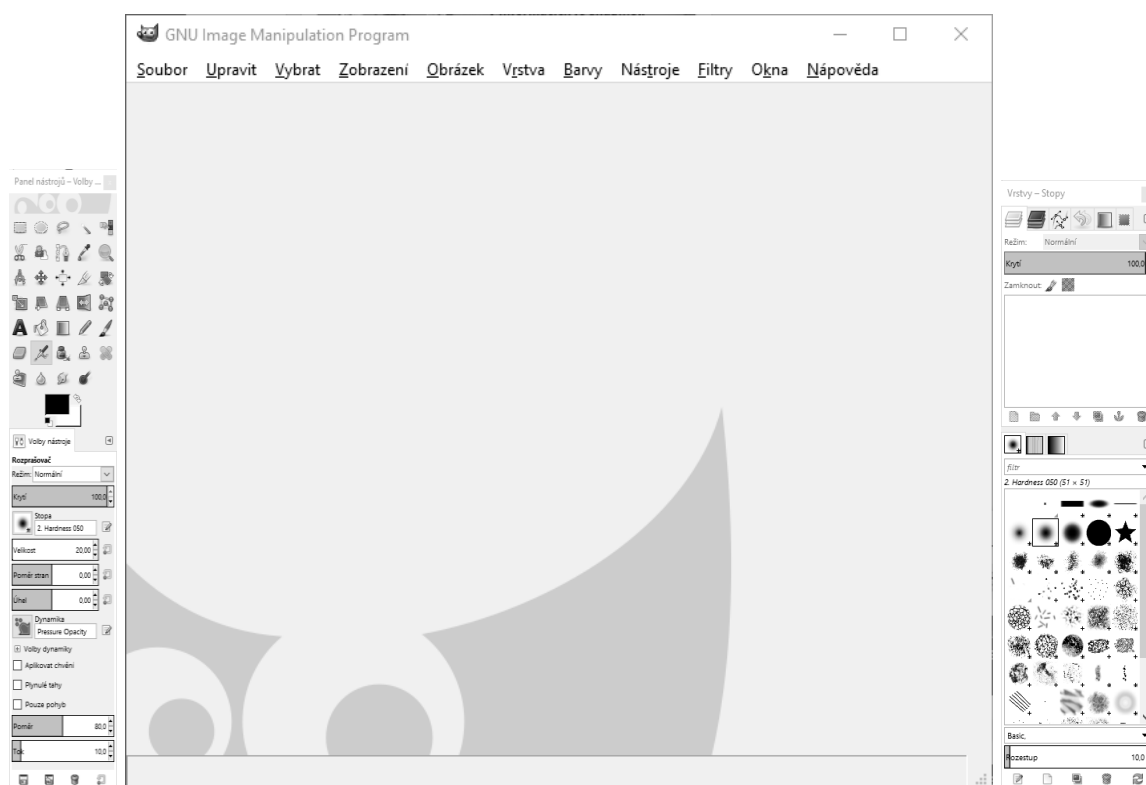 GNU Image Manipulation Program
Soubor Upravit Vybrat Zobrazení Obrázek Vrstva Barvy Nástroje Filtry Okna Nápověda
Panel nástrojů – Volby ...
Volby nástroje
Rozprašovač
Režim: Normální
Krytí 100,0
Stopa
2. Hardness 050
Velikost 20,00
Poměr stran 0,00
Úhel 0,00
Dynamika
Pressure Opacity
Volby dynamiky
Aplikovat chvění
Plynulé tahy
Pouze pohyb
Poměr 80,0
Tok 10,0
Vrstvy – Stopy
Režim: Normální
Krytí 100,0
Zamknout:
filtr
2. Hardness 050 (51 × 51)
Basic,
Rozestup 10,0